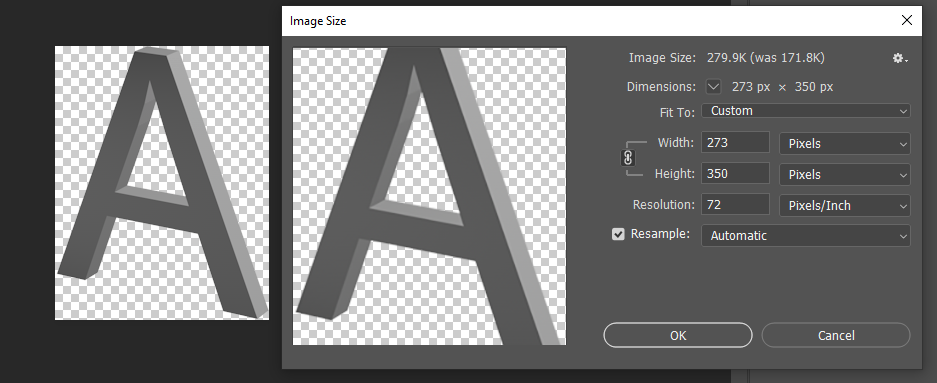 Image Size
Image Size: 279.9K (was 171.8K)
Dimensions: 273 px × 350 px
Fit To: Custom
Width: 273 Pixels
Height: 350 Pixels
Resolution: 72 Pixels/Inch
Resample: Automatic
OK Cancel
A